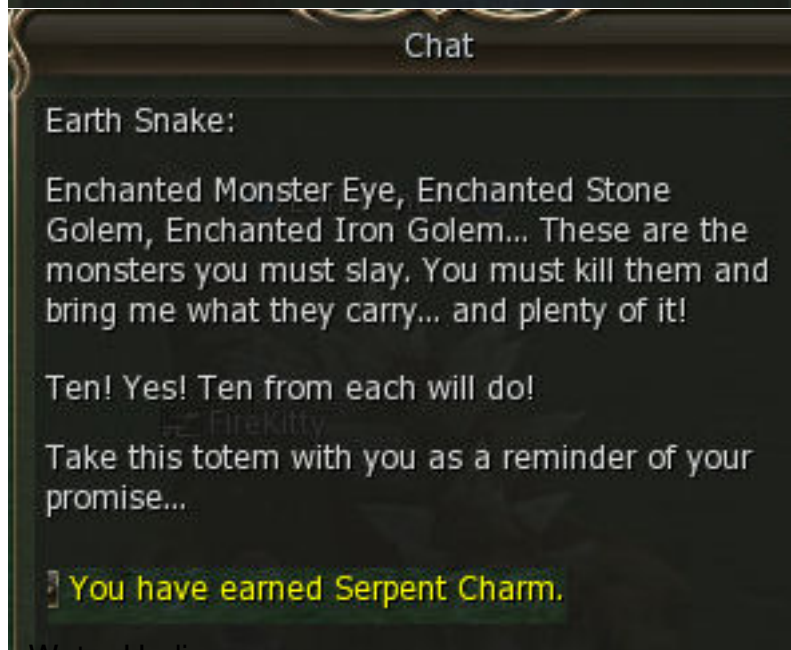 Chat
Earth Snake:
Enchanted Monster Eye, Enchanted Stone
Golem, Enchanted Iron Golem... These are the
monsters you must slay. You must kill them and
bring me what they carry... and plenty of it!
Ten! Yes! Ten from each will do!
FireKitty
Take this totem with you as a reminder of your
promise...
You have earned Serpent Charm.